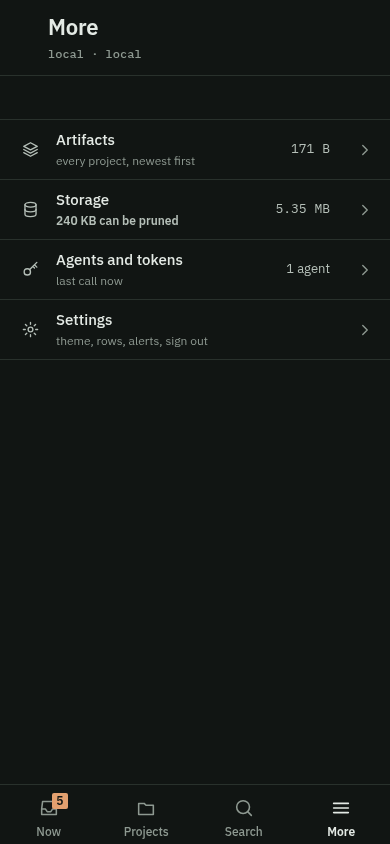 More
local · local
Artifacts
171 B
every project, newest first
Storage
5.35 MB
240 KB can be pruned
Agents and tokens
1 agent
last call now
Settings
theme, rows, alerts, sign out
5
Now
Projects
Search
More